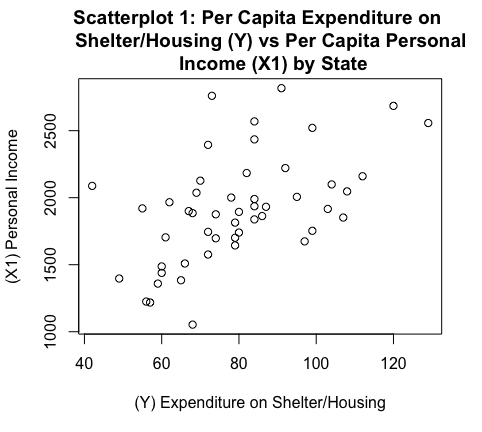 Scatterplot 1: Per Capita Expenditure on
Shelter/Housing (Y) vs Per Capita Personal
Income (X1) by State
(X1) Personal Income
2500
2000
1500
1000
40 60 80 100 120
(Y) Expenditure on Shelter/Housing